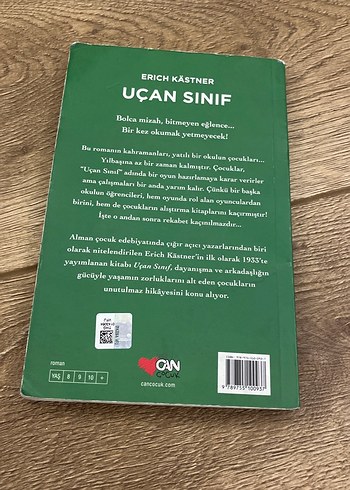 ERICH KÄSTNER
UÇAN SINIF
Bolca mizah, bitmeyen eğlence...
Bir kez okumak yetmeyecek!
Bu romanın kahramanları, yatılı bir okulun çocukları...
Yılbaşına az bir zaman kalmıştır. Çocuklar,
"Uçan Sınıf" adında bir oyun hazırlamaya karar verirler
ama çalışmaları bir anda yarım kalır. Çünkü bir başka
okulun öğrencileri, hem oyunda rol alan oyunculardan
birini, hem de çocukların alıştırma kitaplarını kaçırmıştır!
İşte o andan sonra rekabet kaçınılmazdır...
Alman çocuk edebiyatında çığır açıcı yazarlarından biri
olarak nitelendirilen Erich Kästner'in ilk olarak 1933'te
yayımlanan kitabı Uçan Sınıf, dayanışma ve arkadaşlığın
gücüyle yaşamın zorluklarını alt eden çocukların
unutulmaz hikâyesini konu alıyor.
roman
YAŞ 8 9 10 +
CAN
çocuk
cancocuk.com
9 789755 100937